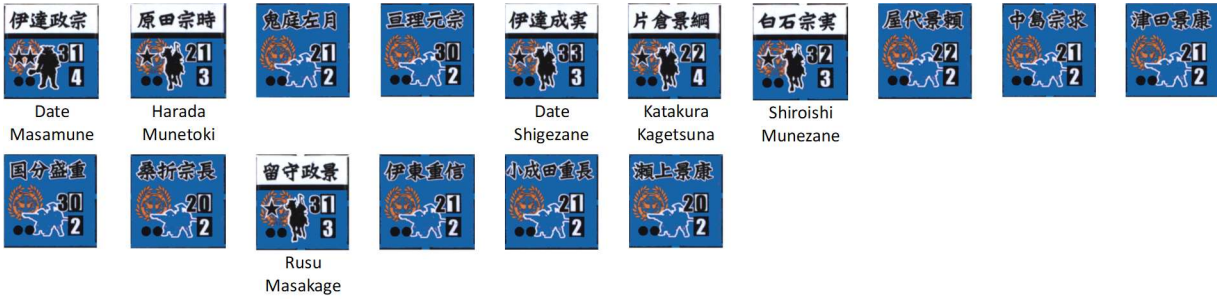 伊達政宗
31
4
Date
Masamune
原田宗時
21
3
Harada
Munetoki
鬼庭左月
21
2
亘理元宗
30
2
伊達成実
33
3
Date
Shigezane
片倉景綱
22
4
Katakura
Kagetsuna
白石宗実
32
3
Shiroishi
Munezane
屋代景頼
22
2
中島宗求
21
2
津田景康
21
2
国分盛重
30
2
桑折宗長
20
2
留守政景
31
3
Rusu
Masakage
伊東重信
21
2
小成田重長
21
2
瀬上景康
20
2